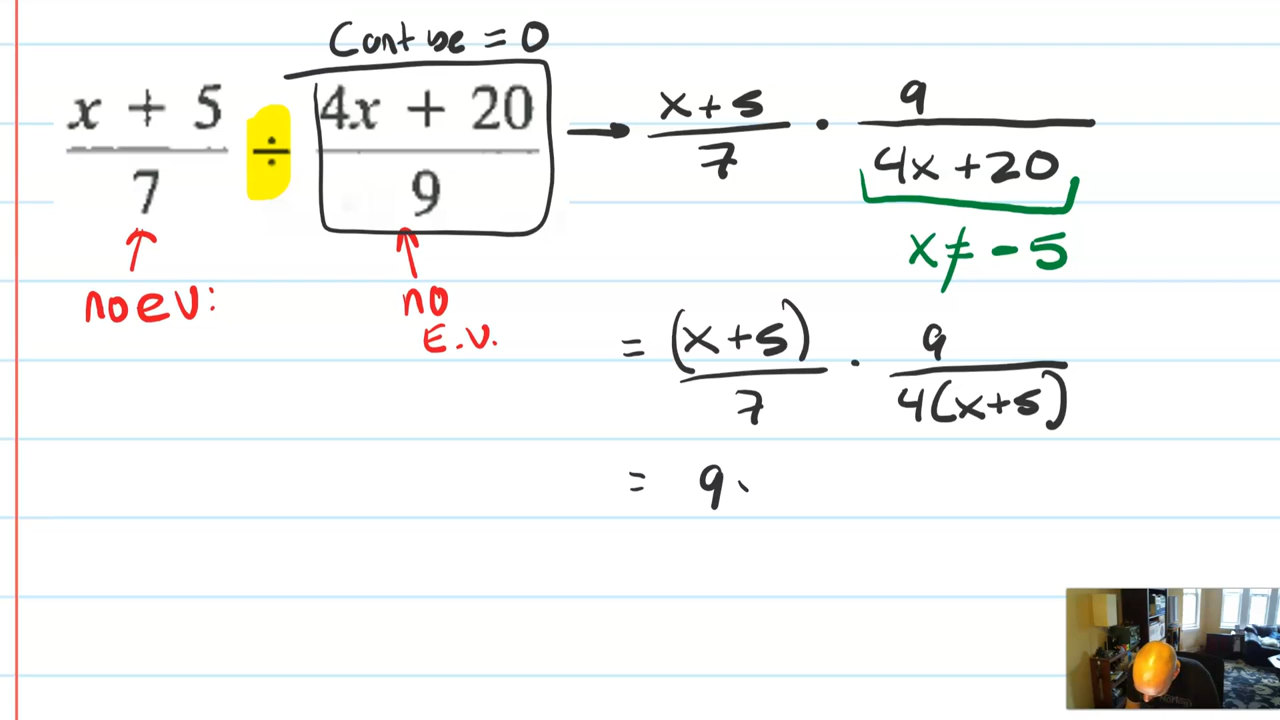 Cont be = 0
x + 5 / 7 ÷ 4x + 20 / 9 → x+5 / 7 · 9 / 4x+20
x ≠ -5
no ev:
no
E.V.
= (x+5) / 7 · 9 / 4(x+5)
= 9.